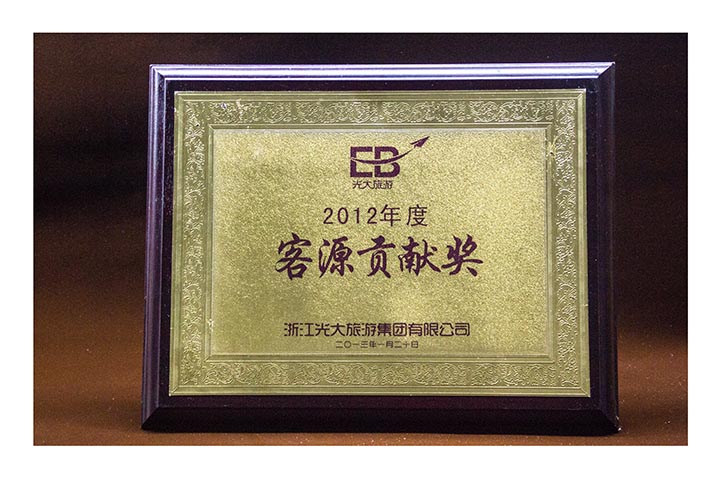 EB
光大旅游
2012年度
客源贡献奖
浙江光大旅游集团有限公司
二〇一三年一月二十日